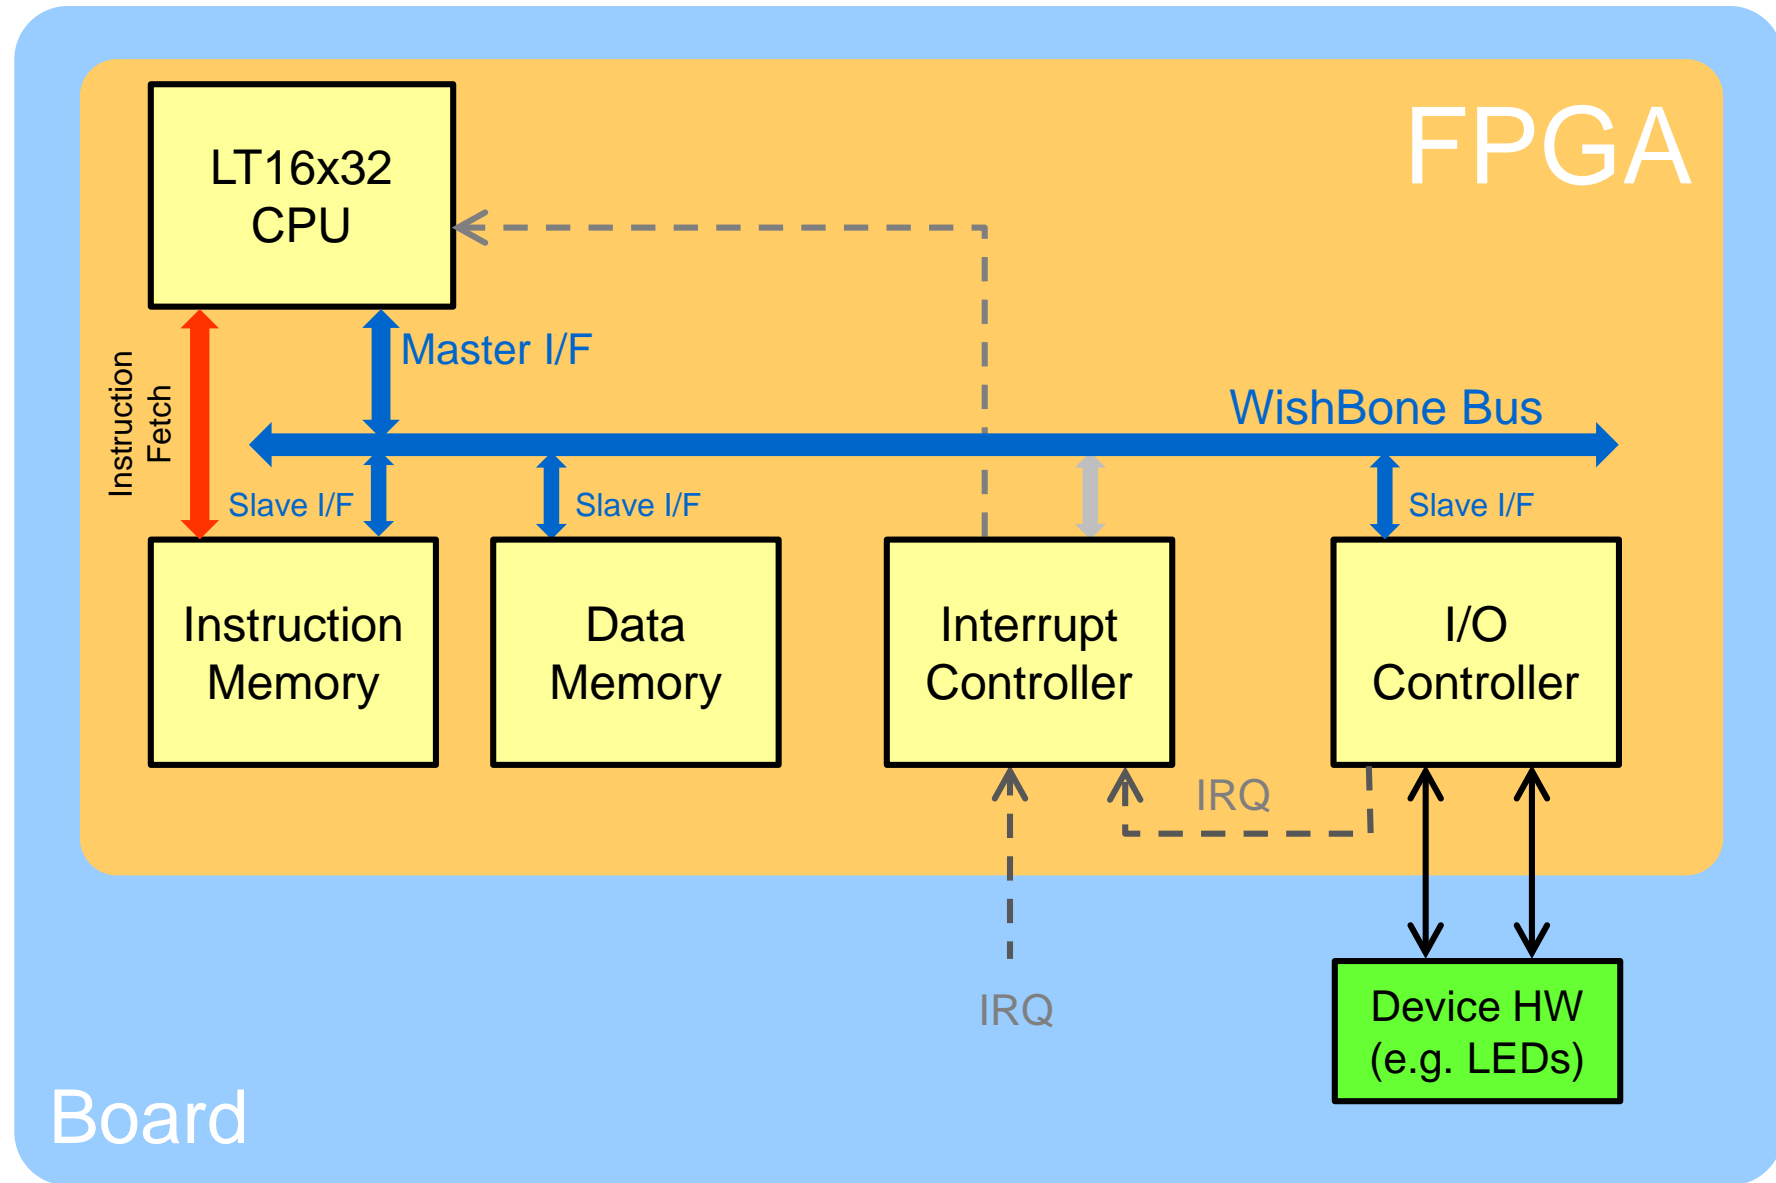 FPGA
LT16x32
CPU
Master I/F
Instruction
Fetch
WishBone Bus
Slave I/F
Slave I/F
Slave I/F
Instruction
Memory
Data
Memory
Interrupt
Controller
I/O
Controller
IRQ
IRQ
Device HW
(e.g. LEDs)
Board